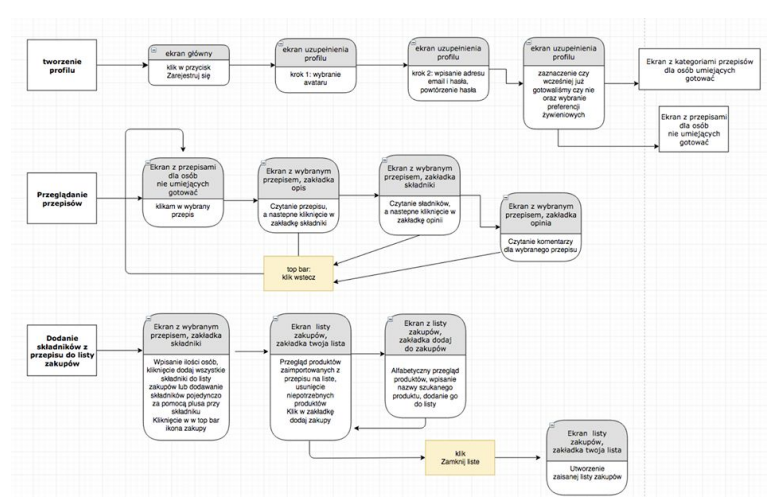 tworzenie
profilu
ekran główny
klik w przycisk
Zarejestruj się
ekran uzupełnienia
profilu
krok 1: wybranie
avataru
ekran uzupełnienia
profilu
krok 2: wpisanie adresu
email i hasła,
powtórzenie hasła
ekran uzupełnienia
profilu
zaznaczenie czy
wcześniej już
gotowaliśmy czy nie
oraz wybranie
preferencji
żywieniowych
Ekran z kategoriami przepisów
dla osób umiejących
gotować
Ekran z przepisami
dla osób
nie umiejących
gotować
Przeglądanie
przepisów
Ekran z przepisami
dla osób
nie umiejących
gotować
klikam w wybrany
przepis
Ekran z wybranym
przepisem, zakładka
opis
Czytanie przepisu,
a nastepne kliknięcie w
zakładkę składniki
Ekran z wybranym
przepisem, zakładka
składniki
Czytanie sładników,
a nastepne kliknięcie w
zakładkę opinii
Ekran z wybranym
przepisem, zakładka
opinia
Czytanie komentarzy
dla wybranego przepisu
top bar:
klik wstecz
Dodanie
składników z
przepisu do listy
zakupów
Ekran z wybranym
przepisem, zakładka
składniki
Wpisanie ilości osób,
kliknięcie dodaj wszystkie
składniki do listy
zakupów lub dodawanie
składników pojedynczo
za pomocą plusa przy
składniku
Kliknięcie w w top bar
ikona zakupy
Ekran listy
zakupów,
zakładka twoja lista
Przegląd produktów
zaimportowanych z
przepisu na liste,
usunięcie
niepotrzebnych
produktów
Klik w zakładkę
dodaj zakupy
Ekran z listy
zakupów,
zakładka dodaj
do zakupów
Alfabetyczny przegląd
produktów, wpisanie
nazwy szukanego
produktu, dodanie go
do listy
klik
Zamknij liste
Ekran listy
zakupów,
zakładka twoja lista
Utworzenie
zaisanej listy zakupów